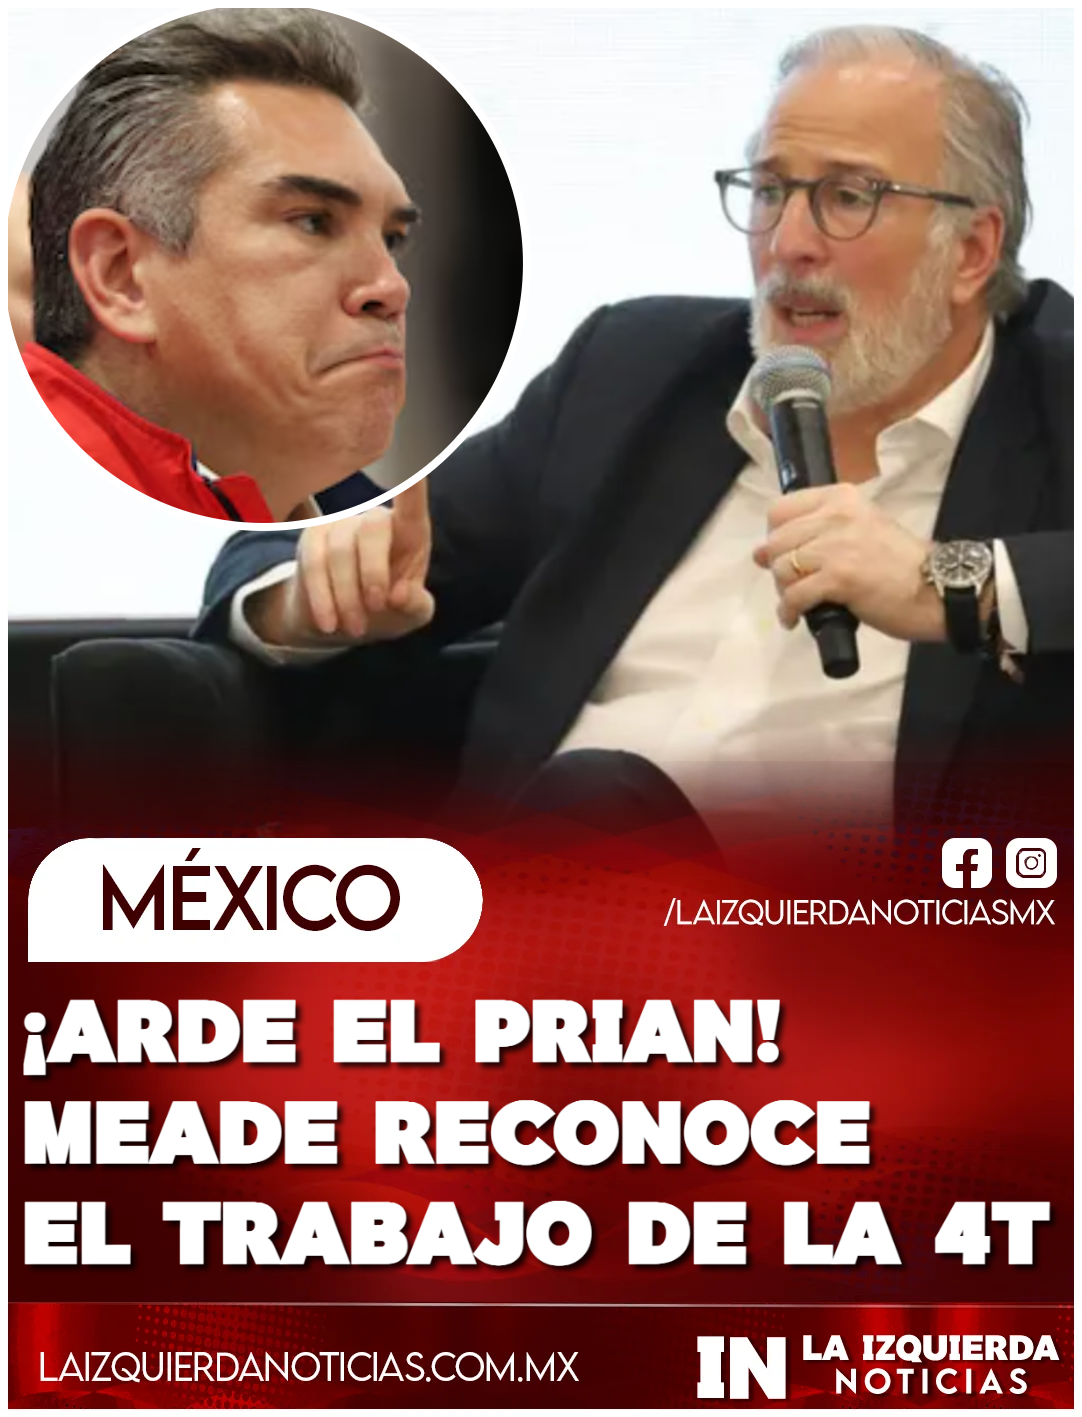 MÉXICO
/LAIZQUIERDANOTICIASMX
¡ARDE EL PRIAN!
MEADE RECONOCE
EL TRABAJO DE LA 4T
LAIZQUIERDANOTICIAS.COM.MX
IN LA IZQUIERDA
NOTICIAS